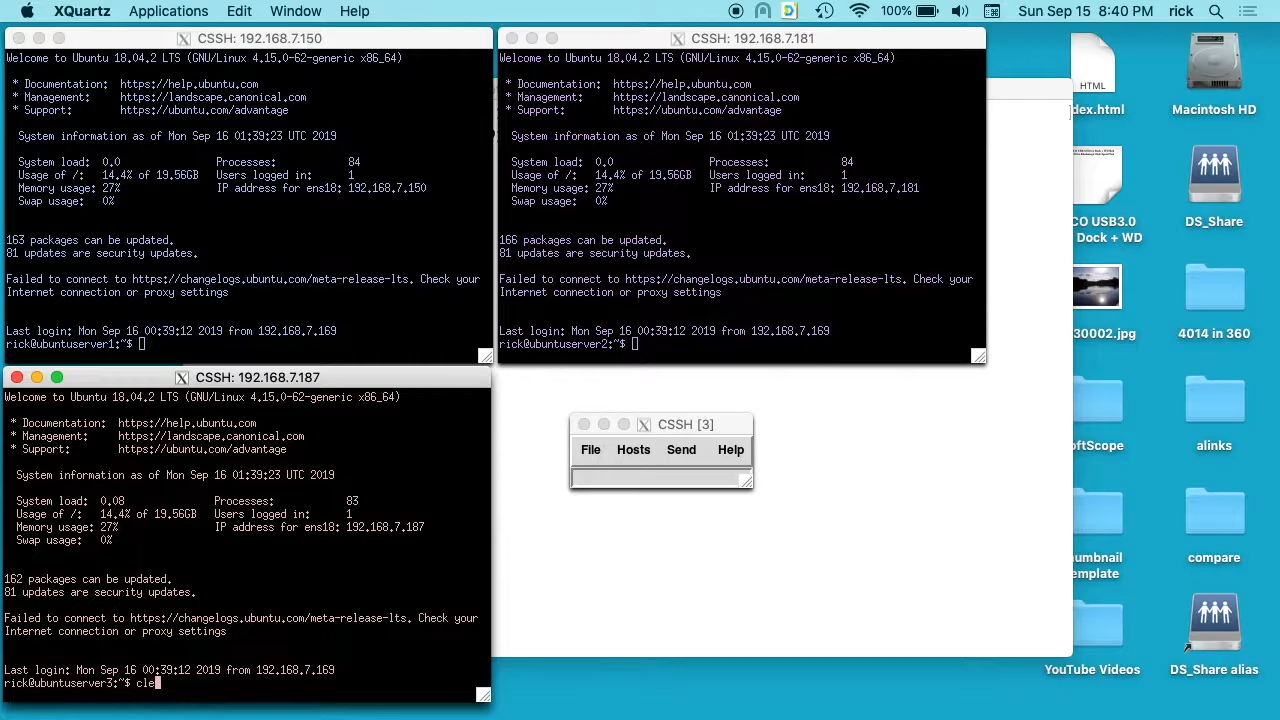 XQuartz Applications Edit Window Help 100% Sun Sep 15 8:40 PM rick
CSSH: 192.168.7.150
Welcome to Ubuntu 18.04.2 LTS (GNU/Linux 4.15.0-62-generic x86_64)
* Documentation: https://help.ubuntu.com
* Management: https://landscape.canonical.com
* Support: https://ubuntu.com/advantage
System information as of Mon Sep 16 01:39:23 UTC 2019
System load: 0.0 Processes: 84
Usage of /: 14.4% of 19.56GB Users logged in: 1
Memory usage: 27% IP address for ens18: 192.168.7.150
Swap usage: 0%
163 packages can be updated.
81 updates are security updates.
Failed to connect to https://changelogs.ubuntu.com/meta-release-lts. Check your
Internet connection or proxy settings
Last login: Mon Sep 16 00:39:12 2019 from 192.168.7.169
rick@ubuntuserver1:~$
CSSH: 192.168.7.181
Welcome to Ubuntu 18.04.2 LTS (GNU/Linux 4.15.0-62-generic x86_64)
* Documentation: https://help.ubuntu.com
* Management: https://landscape.canonical.com
* Support: https://ubuntu.com/advantage
System information as of Mon Sep 16 01:39:23 UTC 2019
System load: 0.0 Processes: 84
Usage of /: 14.4% of 19.56GB Users logged in: 1
Memory usage: 27% IP address for ens18: 192.168.7.181
Swap usage: 0%
166 packages can be updated.
81 updates are security updates.
Failed to connect to https://changelogs.ubuntu.com/meta-release-lts. Check your
Internet connection or proxy settings
Last login: Mon Sep 16 00:39:12 2019 from 192.168.7.169
rick@ubuntuserver2:~$
CSSH: 192.168.7.187
Welcome to Ubuntu 18.04.2 LTS (GNU/Linux 4.15.0-62-generic x86_64)
* Documentation: https://help.ubuntu.com
* Management: https://landscape.canonical.com
* Support: https://ubuntu.com/advantage
System information as of Mon Sep 16 01:39:23 UTC 2019
System load: 0.08 Processes: 83
Usage of /: 14.4% of 19.56GB Users logged in: 1
Memory usage: 27% IP address for ens18: 192.168.7.187
Swap usage: 0%
162 packages can be updated.
81 updates are security updates.
Failed to connect to https://changelogs.ubuntu.com/meta-release-lts. Check your
Internet connection or proxy settings
Last login: Mon Sep 16 00:39:12 2019 from 192.168.7.169
rick@ubuntuserver3:~$ cle
CSSH [3]
File Hosts Send Help
HTML
dex.html
Macintosh HD
CO USB3.0
Dock + WD
DS_Share
30002.jpg
4014 in 360
oftScope
alinks
umbnail
emplate
compare
YouTube Videos
DS_Share alias